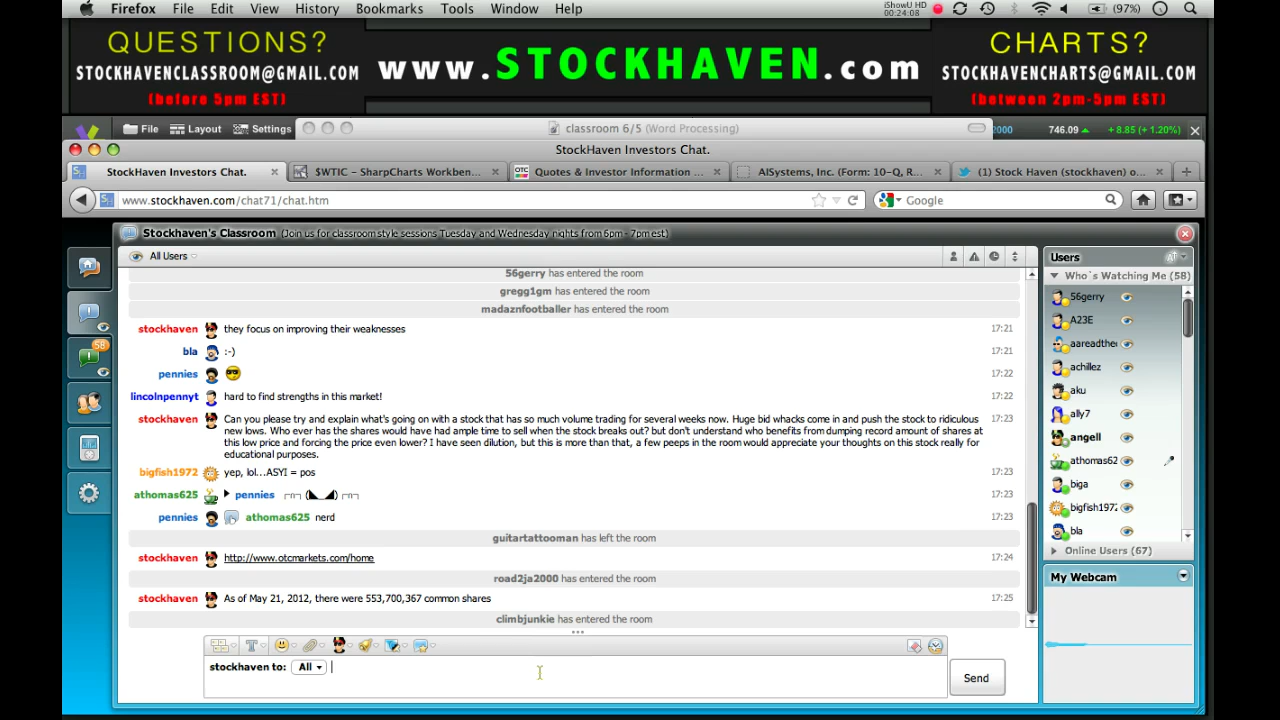 Firefox File Edit View History Bookmarks Tools Window Help iShowU HD 00:24:08 (97%)
QUESTIONS?
STOCKHAVENCLASSROOM@GMAIL.COM
(before 5pm EST)
www.STOCKHAVEN.com
CHARTS?
STOCKHAVENCHARTS@GMAIL.COM
(between 2pm-5pm EST)
File Layout Settings classroom 6/5 (Word Processing) 2000 746.09 + 8.85 (+ 1.20%)
StockHaven Investors Chat.
StockHaven Investors Chat. $WTIC - SharpCharts Workben... OTC Quotes & Investor Information ... AISystems, Inc. (Form: 10-Q, R... (1) Stock Haven (stockhaven) o...
www.stockhaven.com/chat71/chat.htm Google
Stockhaven's Classroom (Join us for classroom style sessions Tuesday and Wednesday nights from 6pm - 7pm est)
All Users
56gerry has entered the room
gregg1gm has entered the room
madaznfootballer has entered the room
stockhaven they focus on improving their weaknesses 17:21
bla :-) 17:21
pennies 17:22
lincolnpennyt hard to find strengths in this market! 17:22
stockhaven Can you please try and explain what's going on with a stock that has so much volume trading for several weeks now. Huge bid whacks come in and push the stock to ridiculous 17:23
new lows. Who ever has the shares would have had ample time to sell when the stock breaks out? but don't understand who benefits from dumping record amount of shares at
this low price and forcing the price even lower? I have seen dilution, but this is more than that, a few peeps in the room would appreciate your thoughts on this stock really for
educational purposes.
bigfish1972 yep, lol...ASYI = pos 17:23
athomas625 pennies 17:23
pennies athomas625 nerd 17:23
guitartattooman has left the room
stockhaven http://www.otcmarkets.com/home 17:24
road2ja2000 has entered the room
stockhaven As of May 21, 2012, there were 553,700,367 common shares 17:25
climbjunkie has entered the room
stockhaven to: All
Send
Users
Who`s Watching Me (58)
58
56gerry
A23E
aareadthe
achillez
aku
ally7
angell
athomas62
biga
bigfish197
bla
Online Users (67)
My Webcam